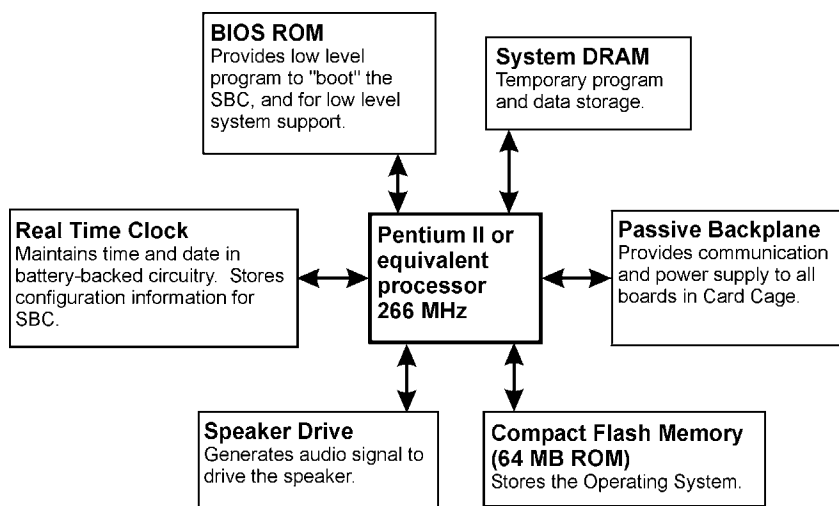 BIOS ROM
Provides low level
program to "boot" the
SBC, and for low level
system support.
System DRAM
Temporary program
and data storage.
Real Time Clock
Maintains time and date in
battery-backed circuitry. Stores
configuration information for
SBC.
Pentium II or
equivalent
processor
266 MHz
Passive Backplane
Provides communication
and power supply to all
boards in Card Cage.
Speaker Drive
Generates audio signal to
drive the speaker.
Compact Flash Memory
(64 MB ROM)
Stores the Operating System.